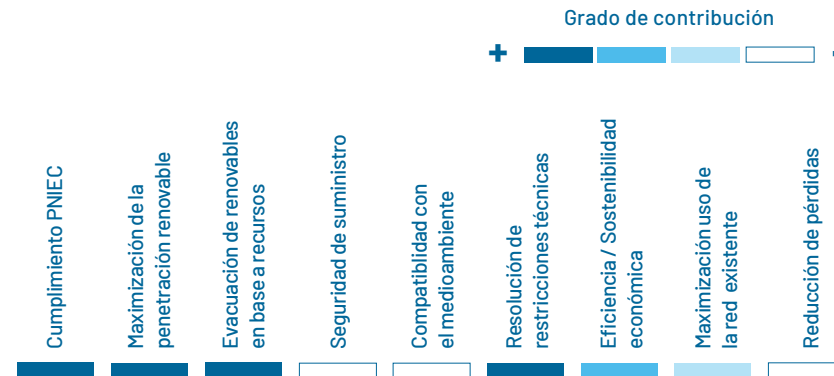 Grado de contribución
+
Cumplimiento PNIEC
Maximización de la
penetración renovable
Evacuación de renovables
en base a recursos
Seguridad de suministro
Compatiblidad con
el medioambiente
Resolución de
restricciones técnicas
Eficiencia / Sostenibilidad
económica
Maximización uso de
la red existente
Reducción de pérdidas